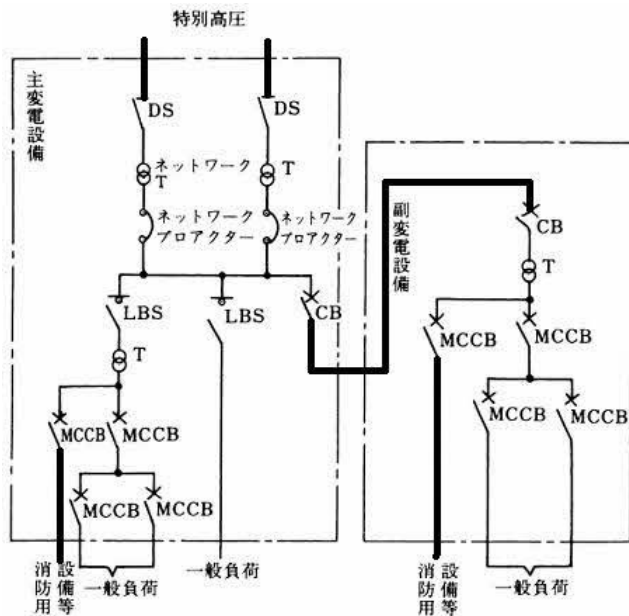 特別高圧
主変電設備
DS
DS
ネットワーク
T
T
ネットワーク
プロアクター
ネットワーク
プロアクター
副変電設備
CB
T
LBS
LBS
CB
T
MCCB
MCCB
MCCB
MCCB
MCCB
MCCB
MCCB
MCCB
消防用
設備等
一般負荷
一般負荷
消防用
設備等
一般負荷